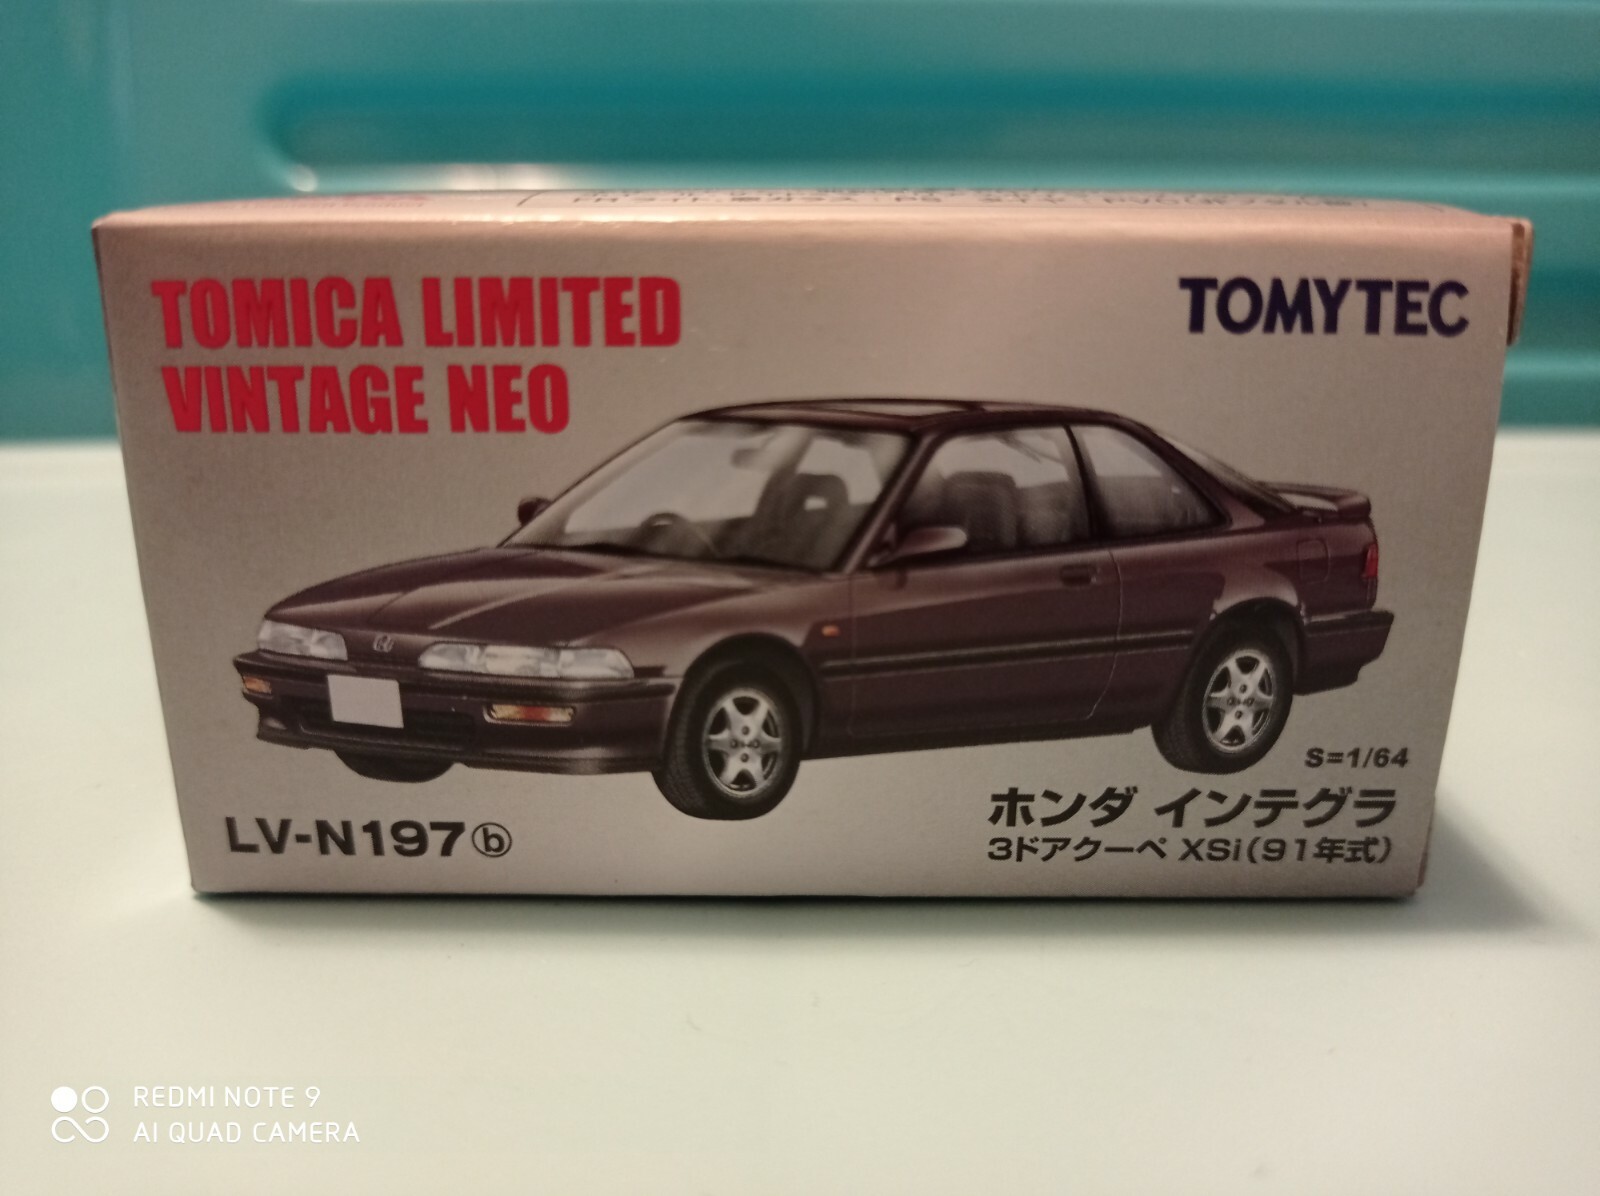 TOMICA LIMITED
VINTAGE NEO
TOMYTEC
S=1/64
LV-N197ⓑ
ホンダ インテグラ
3ドアクーペ XSi(91年式)
REDMI NOTE 9
AI QUAD CAMERA